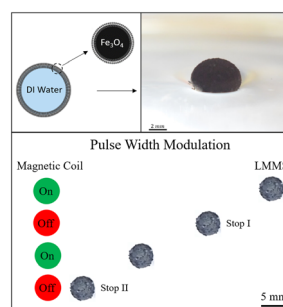 Fe3O4
DI Water
2 mm
Pulse Width Modulation
Magnetic Coil
LMMS
On
Off
Stop I
On
Off
Stop II
5 mm